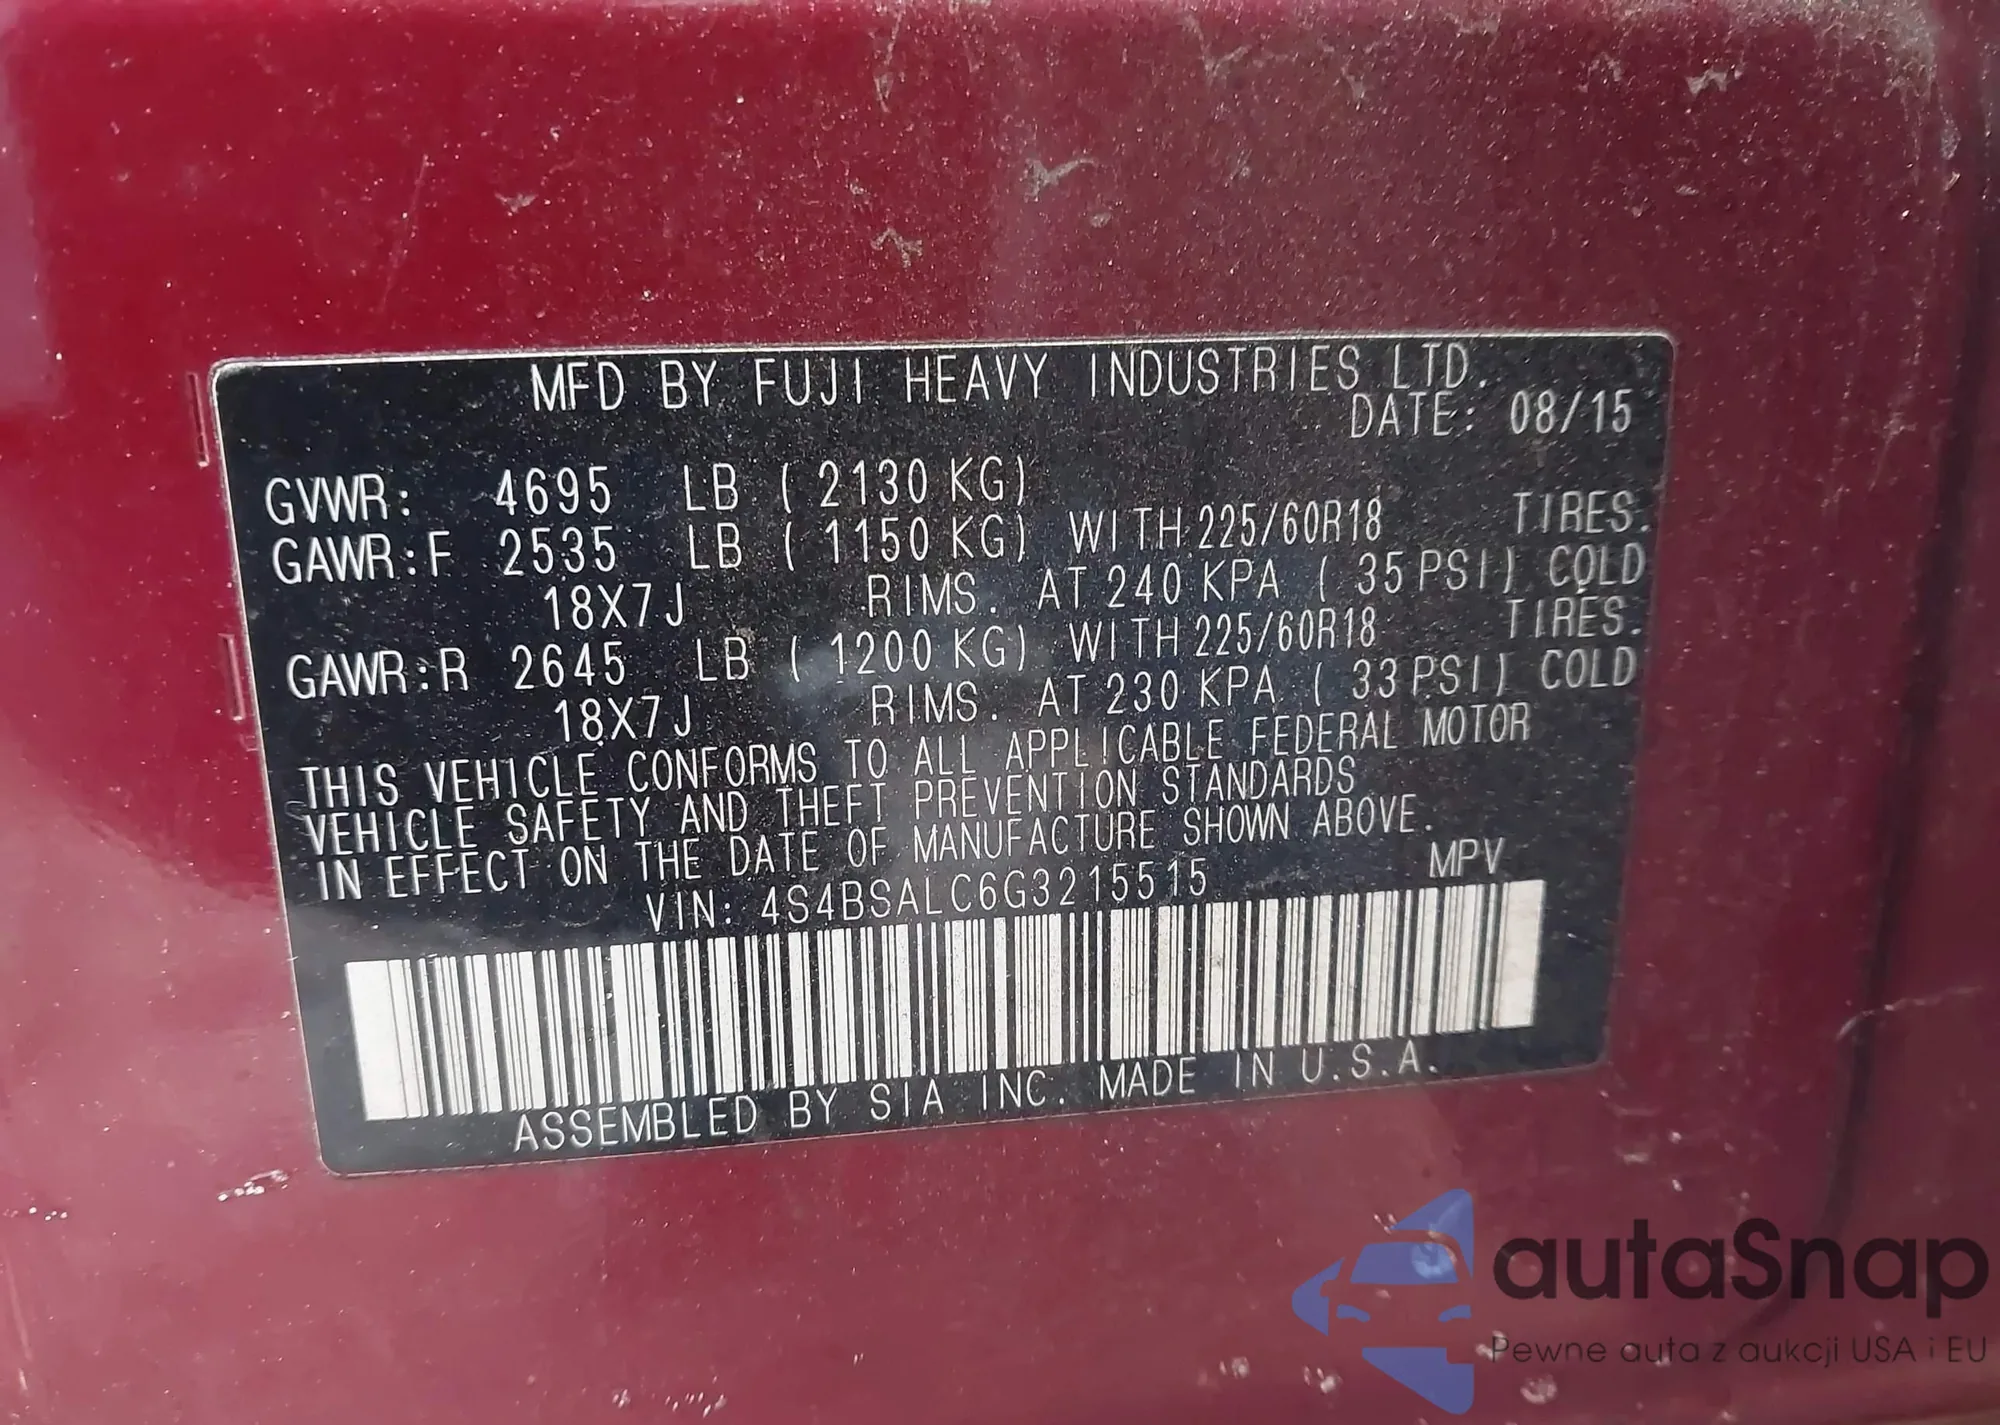 MFD BY FUJI HEAVY INDUSTRIES LTD.
DATE: 08/15
GVWR: 4695 LB ( 2130 KG)
GAWR:F 2535 LB ( 1150 KG) WITH 225/60R18 TIRES.
18X7J RIMS. AT 240 KPA ( 35 PSI) COLD
GAWR:R 2645 LB ( 1200 KG) WITH 225/60R18 TIRES.
18X7J RIMS. AT 230 KPA ( 33 PSI) COLD
THIS VEHICLE CONFORMS TO ALL APPLICABLE FEDERAL MOTOR
VEHICLE SAFETY AND THEFT PREVENTION STANDARDS
IN EFFECT ON THE DATE OF MANUFACTURE SHOWN ABOVE.
VIN: 4S4BSALC6G3215515 MPV
ASSEMBLED BY SIA INC. MADE IN U.S.A.
autaSnap
Pewne auta z aukcji USA i EU